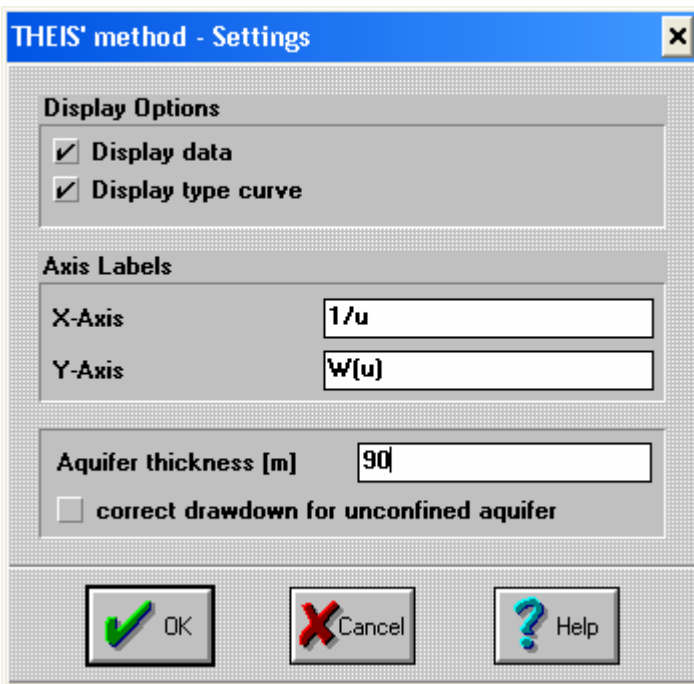 THEIS' method - Settings
Display Options
Display data
Display type curve
Axis Labels
X-Axis 1/u
Y-Axis W(u)
Aquifer thickness [m] 90
correct drawdown for unconfined aquifer
OK Cancel Help